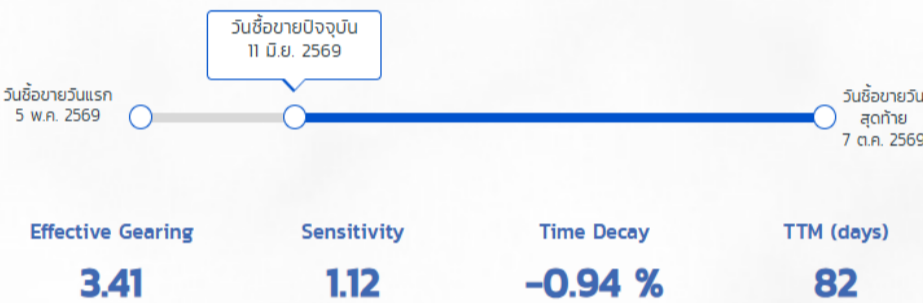 วันซื้อขายปัจจุบัน
11 มิ.ย. 2569
วันซื้อขายวันแรก
5 พ.ค. 2569
วันซื้อขายวัน
สุดท้าย
7 ต.ค. 2569
Effective Gearing
Sensitivity
Time Decay
TTM (days)
3.41
1.12
-0.94 %
82